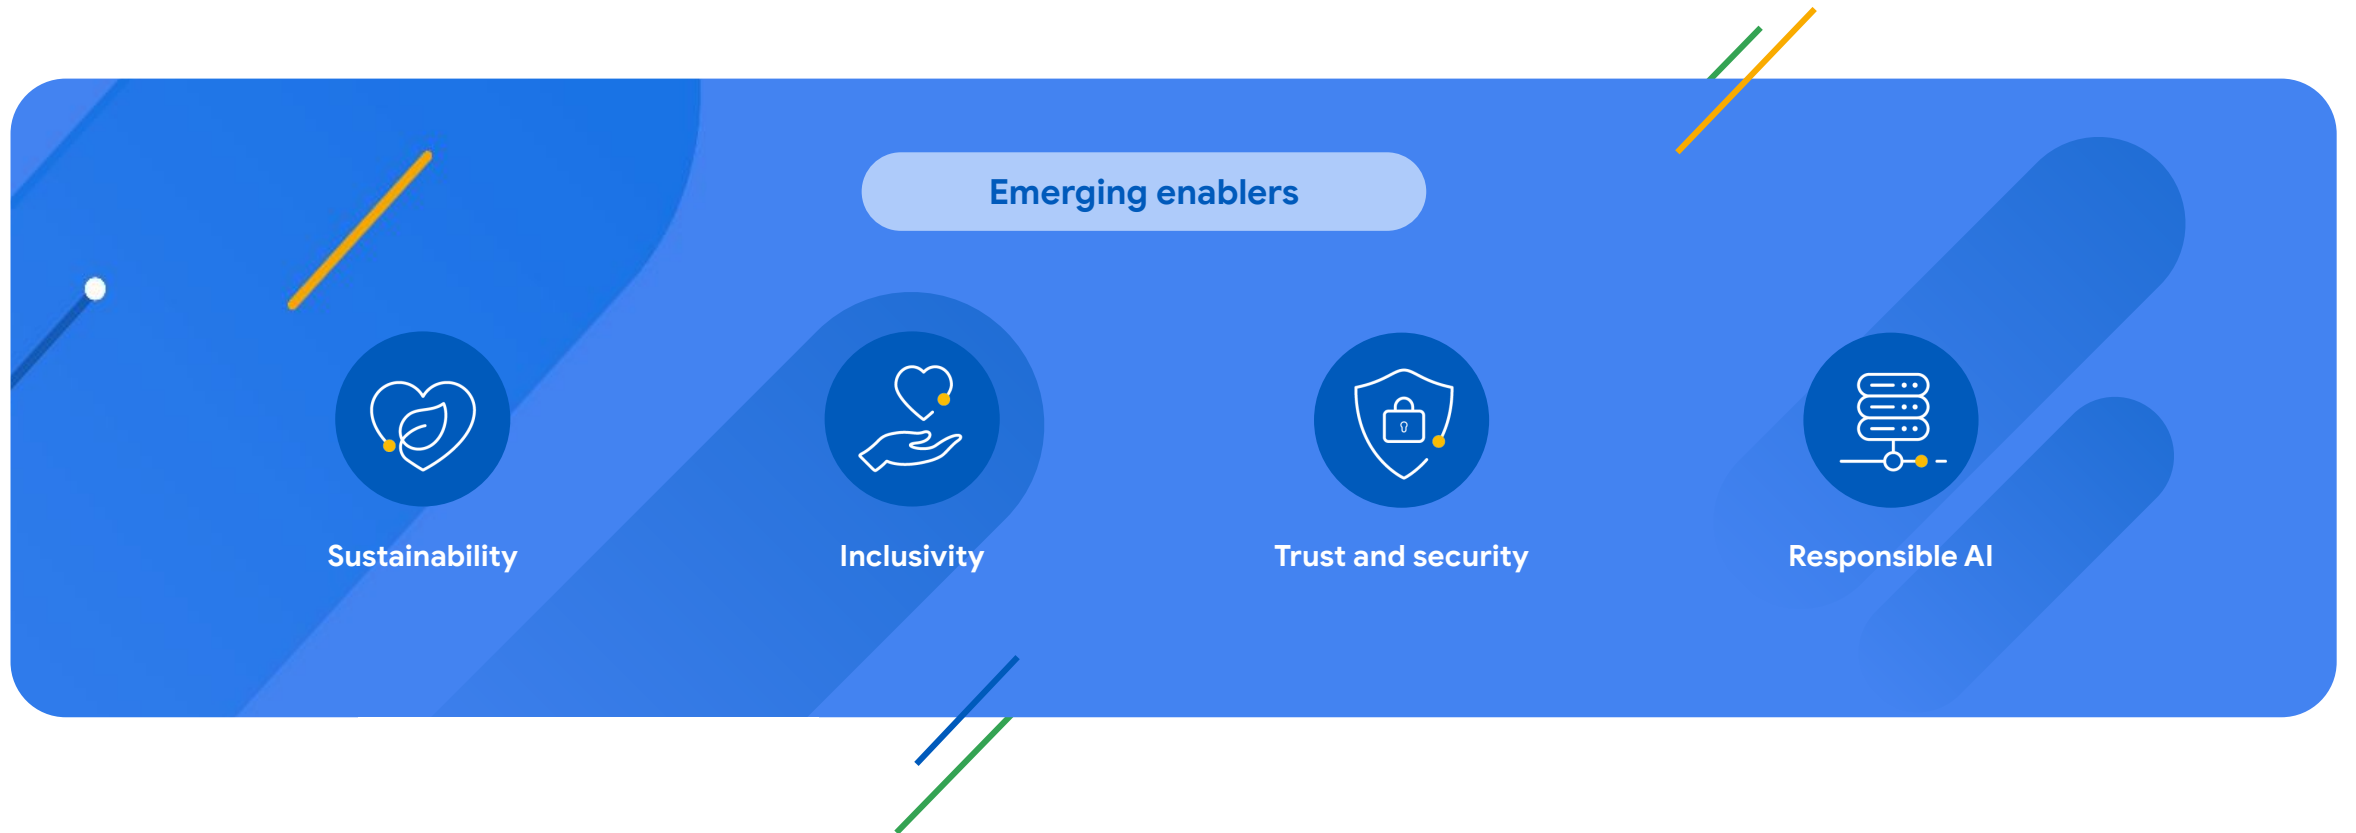 Emerging enablers
Sustainability
Inclusivity
Trust and security
Responsible AI